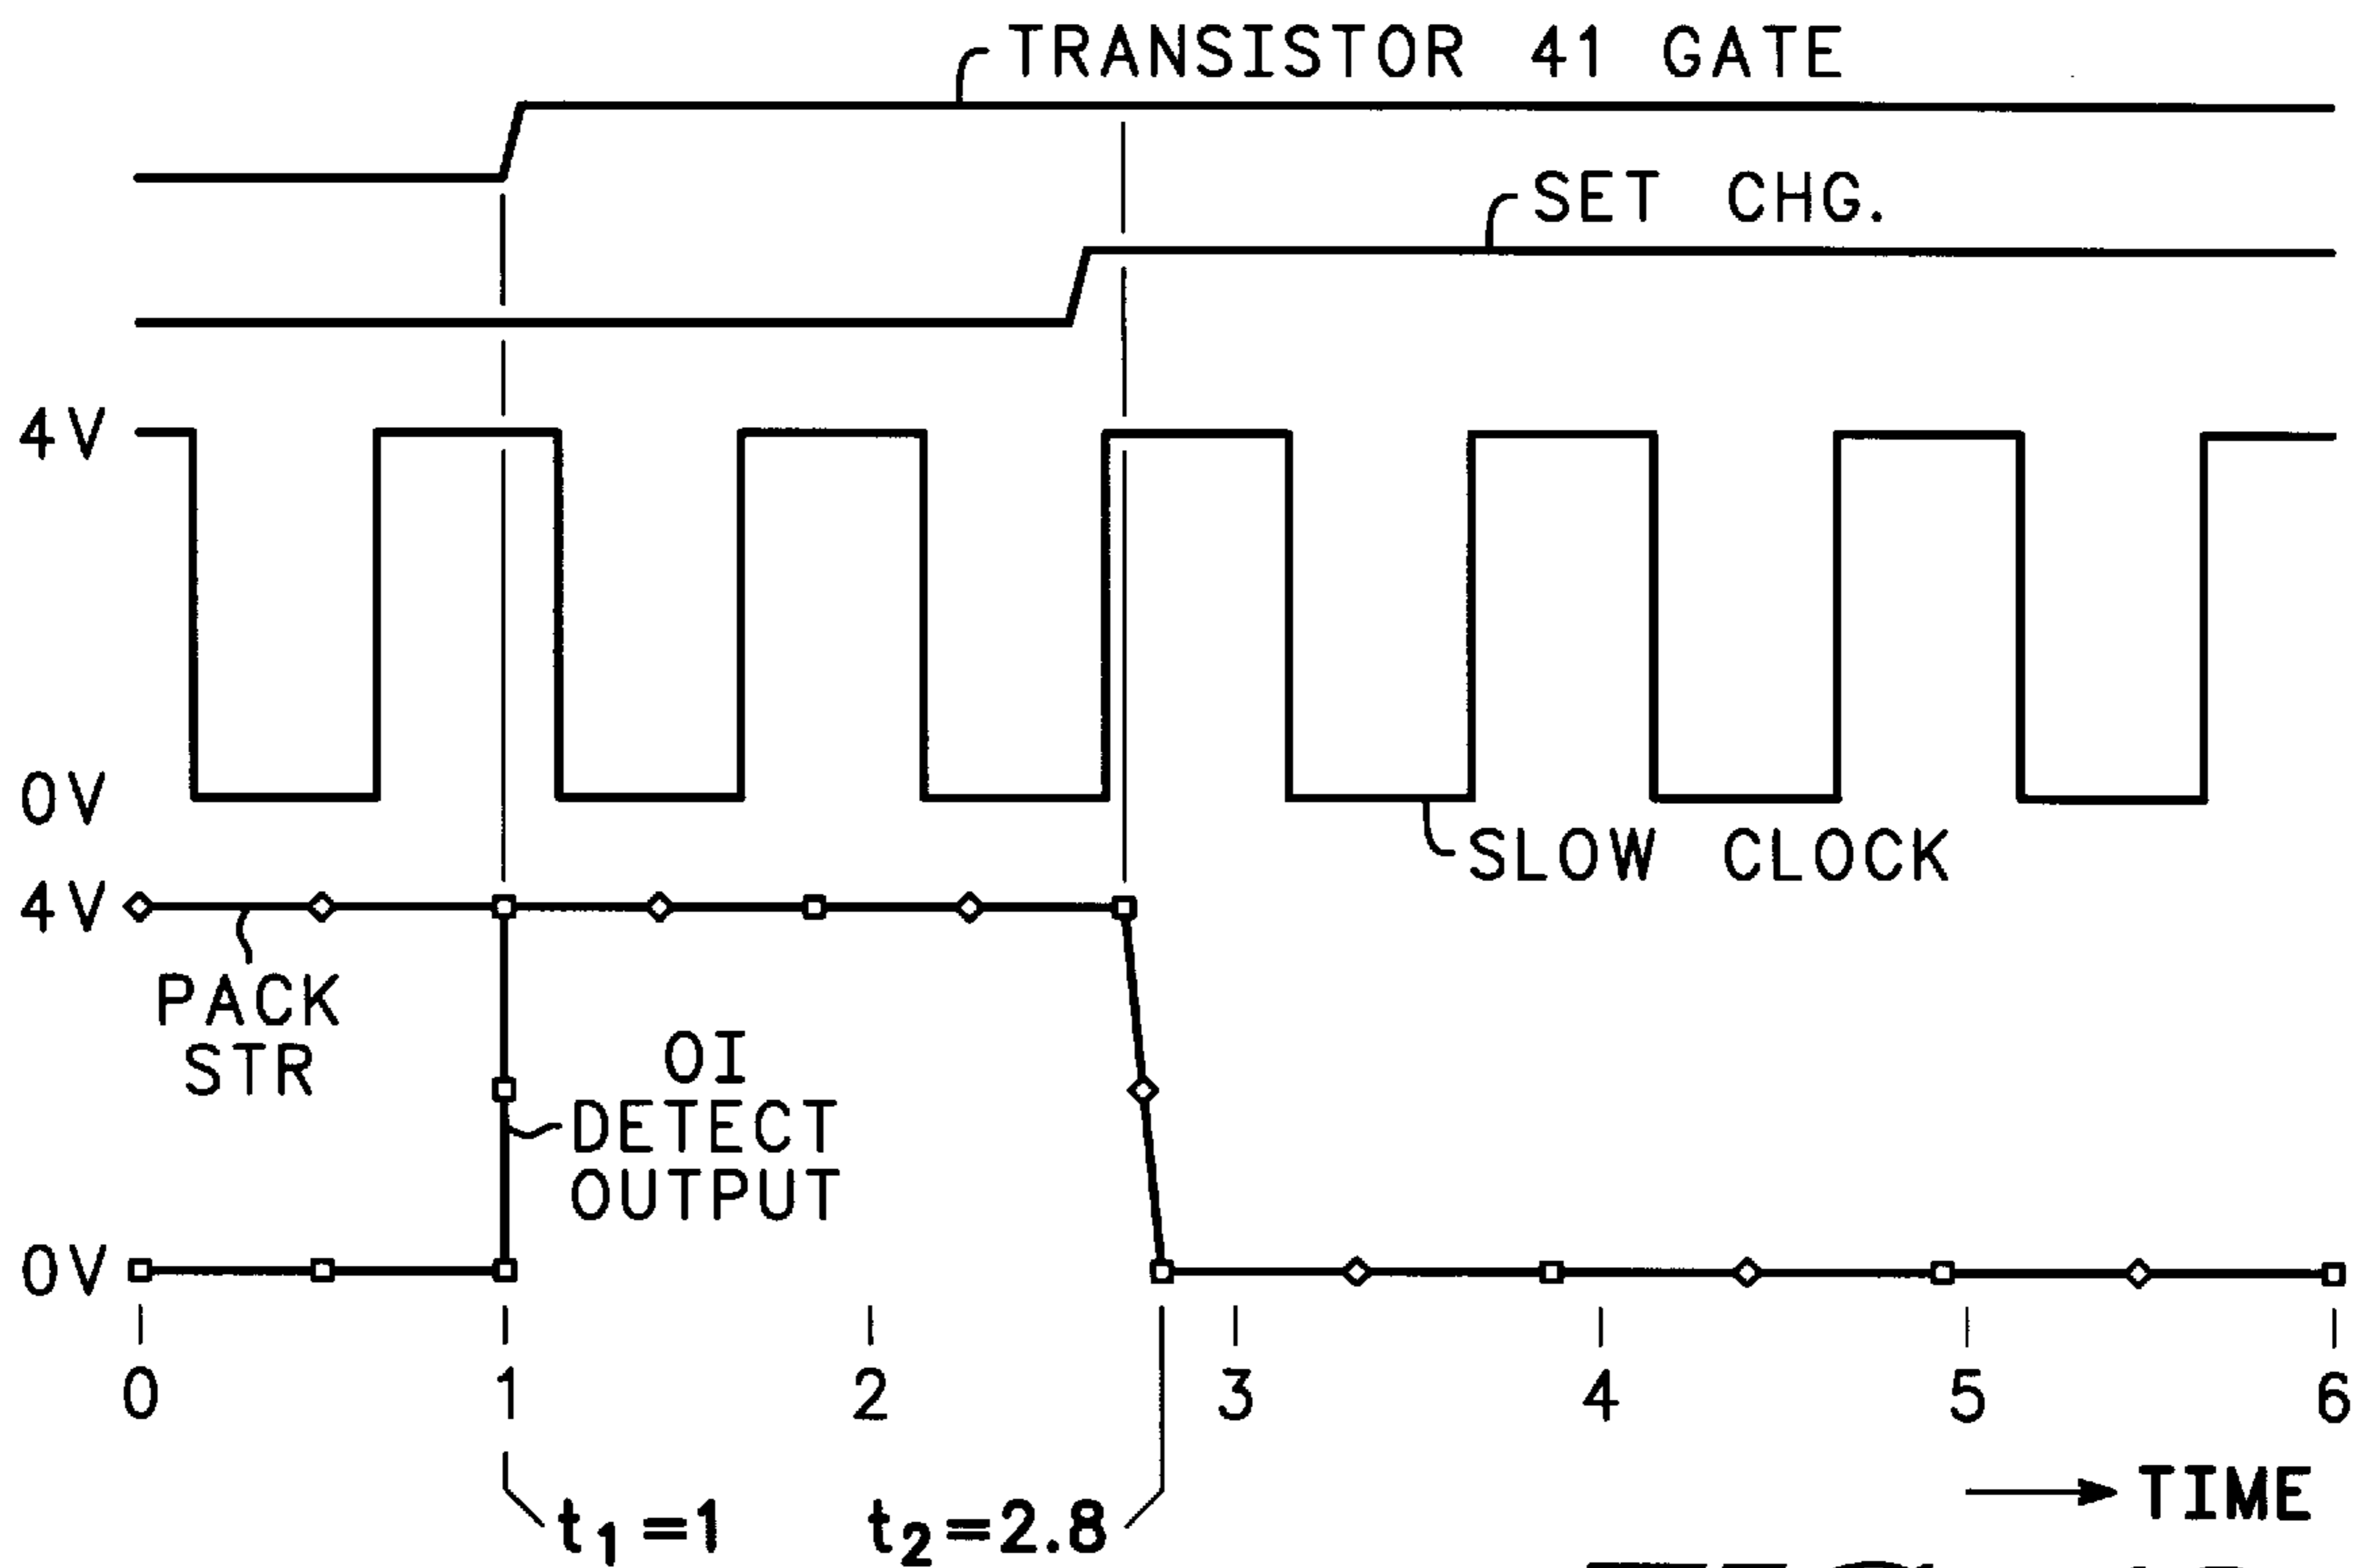 TRANSISTOR 41 GATE
SET CHG.
4V
0V
SLOW CLOCK
4V
PACK
STR
OI
DETECT
OUTPUT
0V
0 1 2 3 4 5 6
TIME
t1=1
t2=2.8